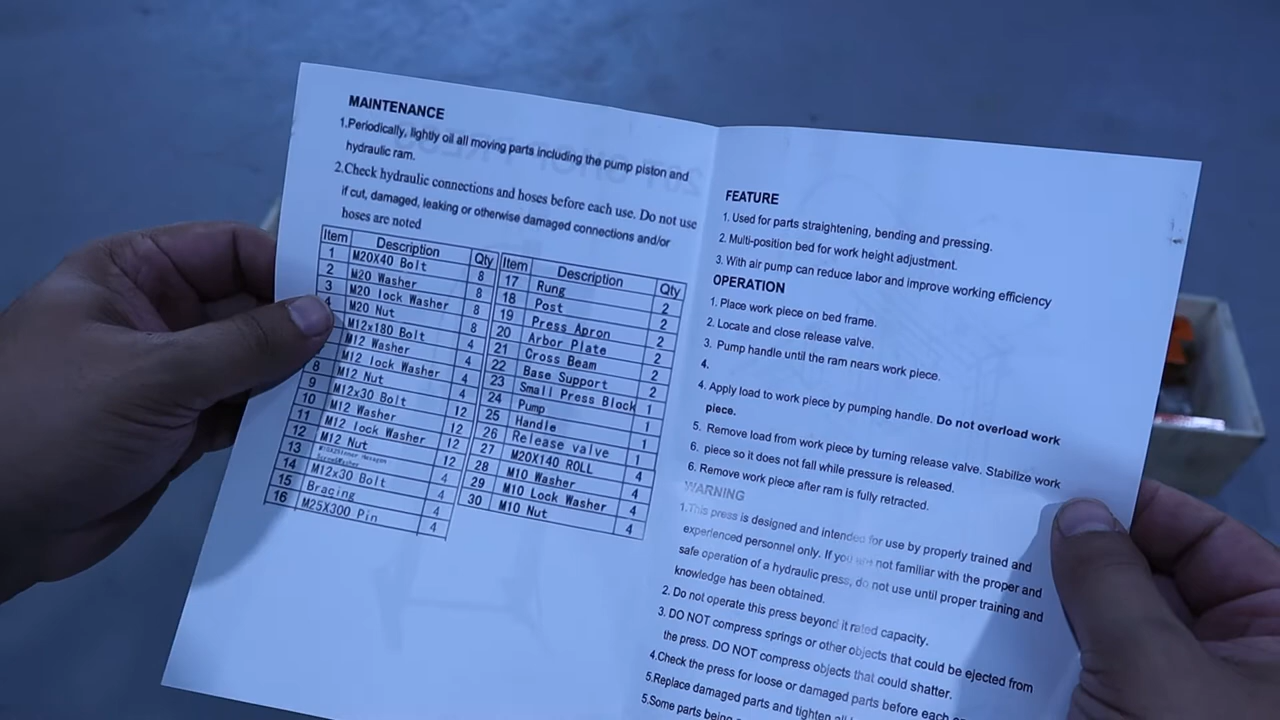 MAINTENANCE
1.Periodically, lightly oil all moving parts including the pump piston and
hydraulic ram.
2.Check hydraulic connections and hoses before each use. Do not use
if cut, damaged, leaking or otherwise damaged connections and/or
hoses are noted
Item Description Qty
1 M20X40 Bolt 8
2 M20 Washer 8
3 M20 lock Washer 8
4 M20 Nut 8
M12x180 Bolt 4
M12 Washer 4
M12 lock Washer 4
8 M12 Nut 4
9 M12x30 Bolt 12
10 M12 Washer 12
11 M12 lock Washer 12
12 M12 Nut 12
13 4
14 M12x30 Bolt 4
15 Bracing 4
16 M25X300 Pin 4
Item Description Qty
17 Rung 2
18 Post 2
19 Press Apron 2
20 Arbor Plate 2
21 Cross Beam 2
22 Base Support 2
23 Small Press Block 1
24 Pump 1
25 Handle 1
26 Release valve
27 M20X140 ROLL 4
28 M10 Washer 4
29 M10 Lock Washer 4
30 M10 Nut 4
FEATURE
1. Used for parts straightening, bending and pressing.
2. Multi-position bed for work height adjustment.
3. With air pump can reduce labor and improve working efficiency
OPERATION
1. Place work piece on bed frame.
2. Locate and close release valve.
3. Pump handle until the ram nears work piece.
4.
4. Apply load to work piece by pumping handle. Do not overload work
piece.
5. Remove load from work piece by turning release valve. Stabilize work
6. piece so it does not fall while pressure is released.
6. Remove work piece after ram is fully retracted.
WARNING
1.This press is designed and intended for use by properly trained and
experienced personnel only. If you are not familiar with the proper and
safe operation of a hydraulic press, do not use until proper training and
knowledge has been obtained.
2. Do not operate this press beyond it rated capacity.
3. DO NOT compress springs or other objects that could be ejected from
the press. DO NOT compress objects that could shatter.
4.Check the press for loose or damaged parts before each
5.Replace damaged parts and tighten
5.Some parts being